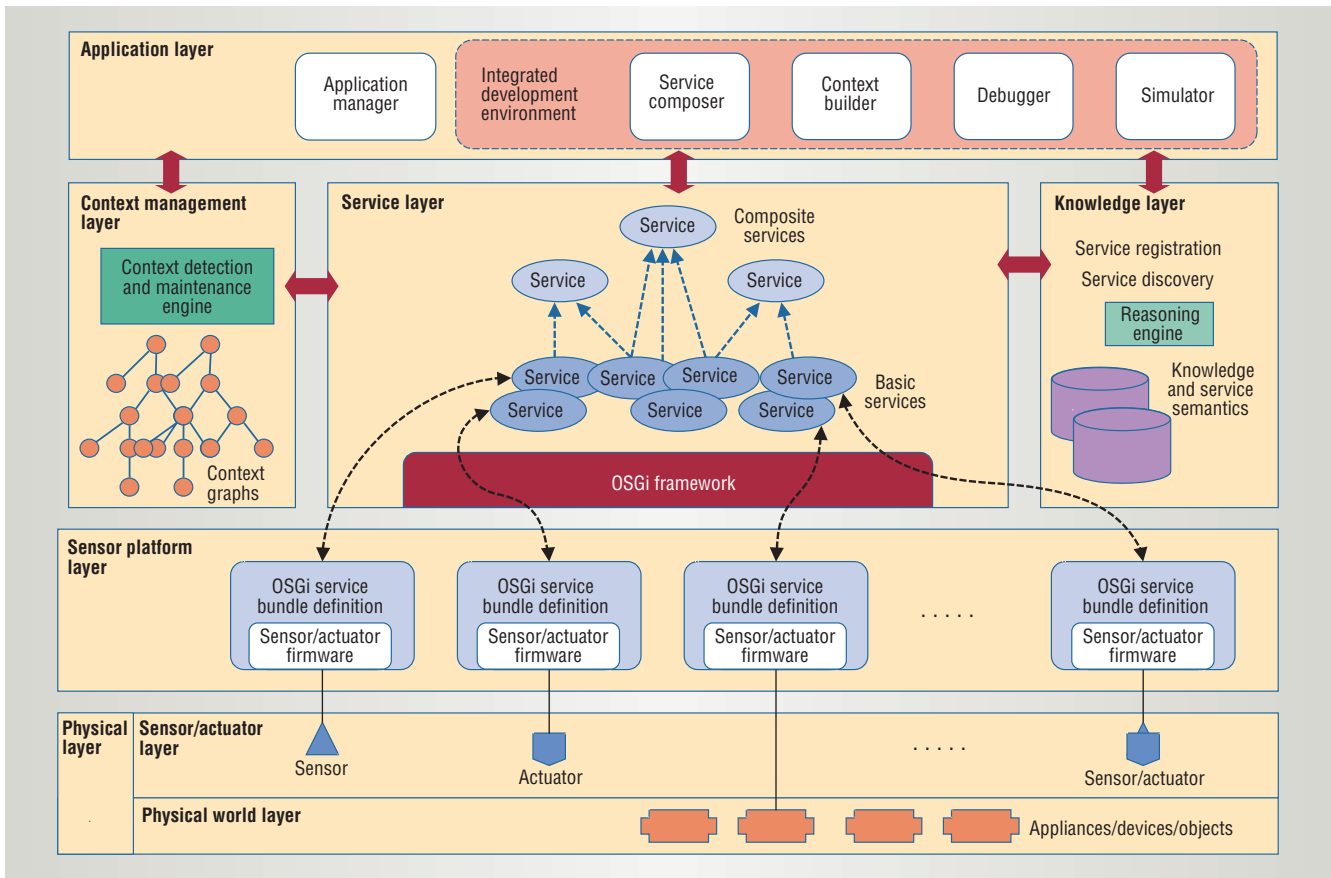 Application layer
Application
manager
Integrated
development
environment
Service
composer
Context
builder
Debugger
Simulator
Context management
layer
Context detection
and maintenance
engine
Context
graphs
Service layer
Service
Composite
services
Service
Service
Service
Service
Service
Service
Service
Service
Service
Basic
services
OSGi framework
Knowledge layer
Service registration
Service discovery
Reasoning
engine
Knowledge
and service
semantics
Sensor platform
layer
OSGi service
bundle definition
Sensor/actuator
firmware
OSGi service
bundle definition
Sensor/actuator
firmware
OSGi service
bundle definition
Sensor/actuator
firmware
. . . . .
OSGi service
bundle definition
Sensor/actuator
firmware
Physical
layer
Sensor/actuator
layer
Sensor
Actuator
. . . . .
Sensor/actuator
Physical world layer
Appliances/devices/objects